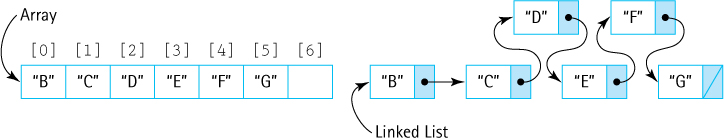 Array
[0] [1] [2] [3] [4] [5] [6]
“B” “C” “D” “E” “F” “G”
“D” “F”
“B” “C” “E” “G”
Linked List